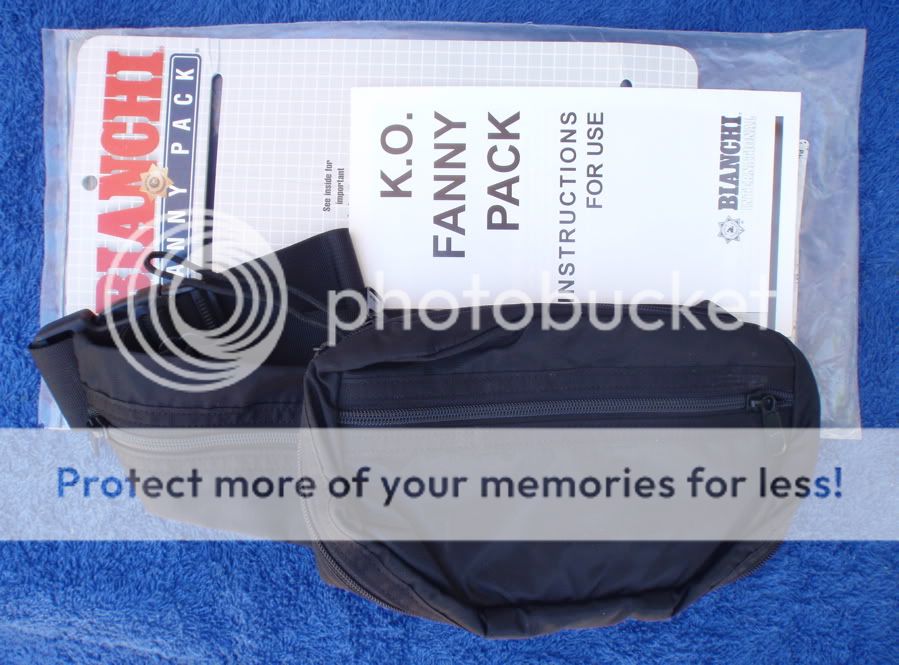 BIANCHI
FANNY PACK
See inside for
important
K.O.
FANNY
PACK
INSTRUCTIONS
FOR USE
BIANCHI
INTERNATIONAL
photobucket
Protect more of your memories for less!